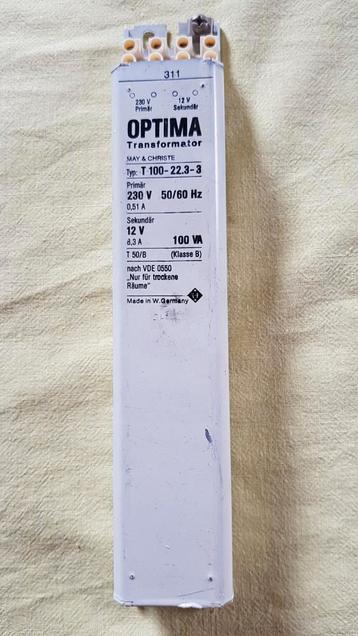 311
230 V 12 V
Primär Sekundär
OPTIMA
Transformator
MAY & CHRISTE
Typ: T 100-22.3-3
Primär
230 V 50/60 Hz
0,51 A
Sekundär
12 V
8,3 A 100 VA
T 50/B (Klasse B)
nach VDE 0550
„Nur für trockene
Räume"
Made in W.Germany